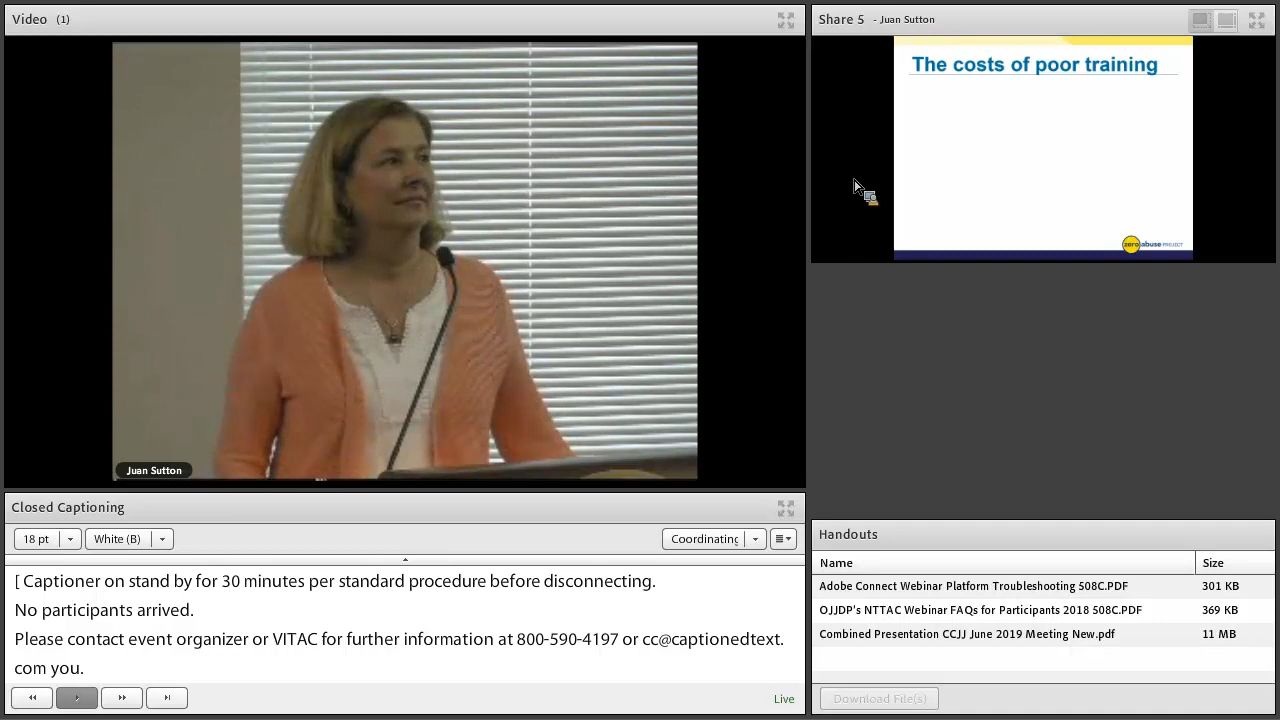 Video (1)
Juan Sutton
Share 5 - Juan Sutton
The costs of poor training
zero abuse PROJECT
Closed Captioning
18 pt
White (B)
Coordinating
[ Captioner on stand by for 30 minutes per standard procedure before disconnecting.
No participants arrived.
Please contact event organizer or VITAC for further information at 800-590-4197 or cc@captionedtext.
com you.
Live
Handouts
Name Size
Adobe Connect Webinar Platform Troubleshooting 508C.PDF 301 KB
OJJDP's NTTAC Webinar FAQs for Participants 2018 508C.PDF 369 KB
Combined Presentation CCJJ June 2019 Meeting New.pdf 11 MB
Download File(s)